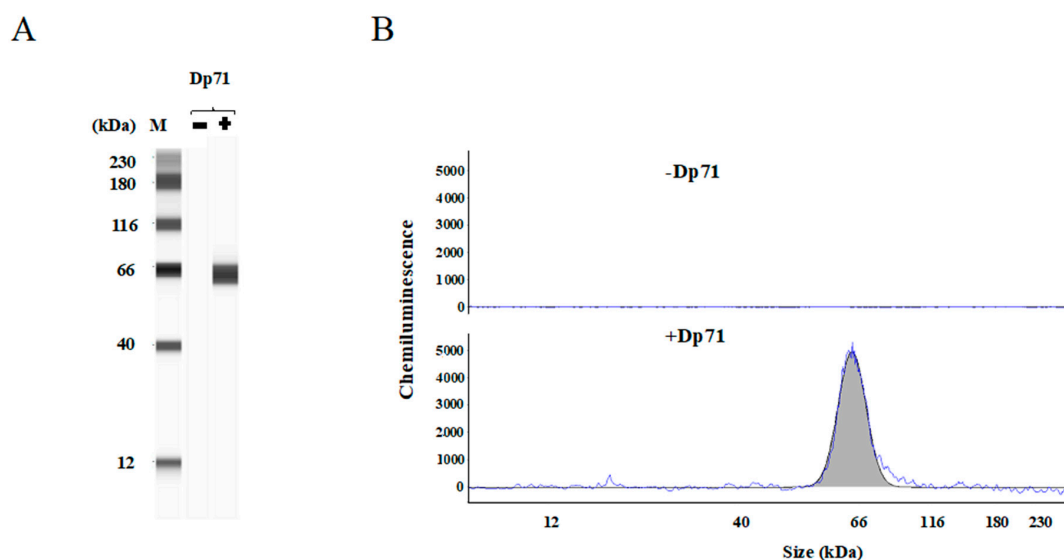 A
Dp71
(kDa) M - +
230
180
116
66
40
12
B
-Dp71
5000
4000
3000
2000
1000
0
+Dp71
5000
4000
3000
2000
1000
0
Chemiluminescence
12 40 66 116 180 230
Size (kDa)